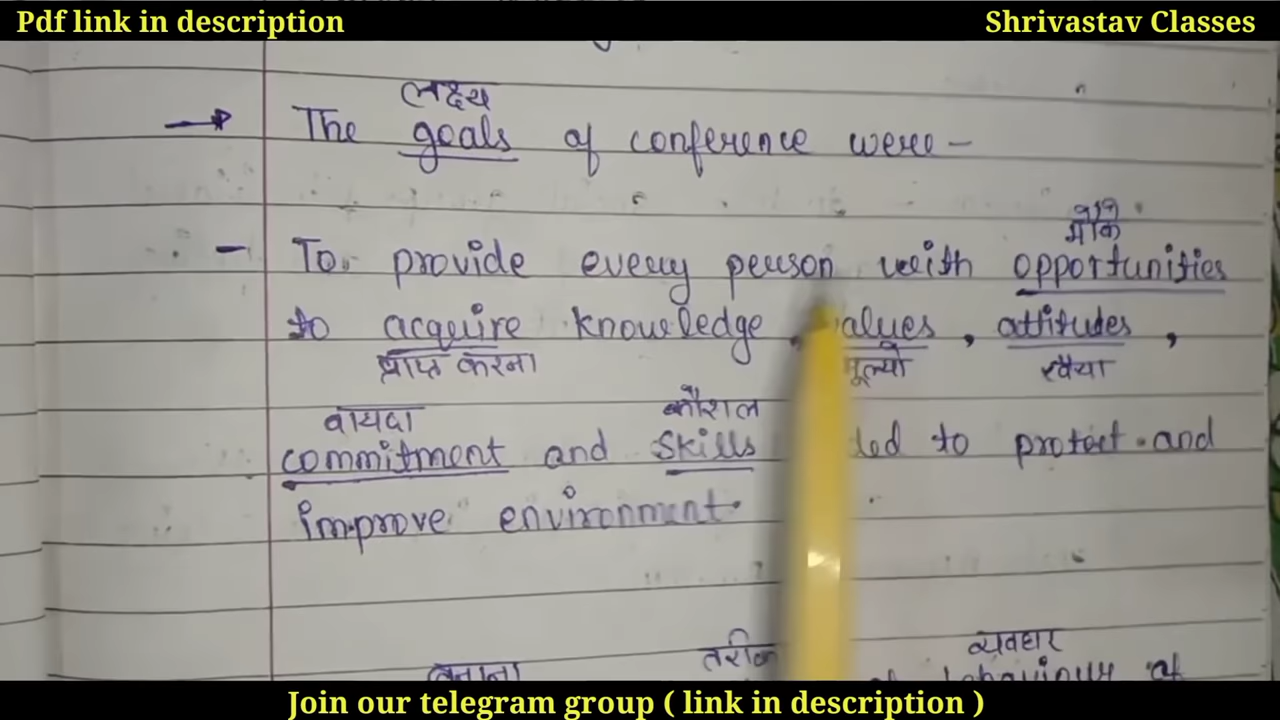 Pdf link in description
Shrivastav Classes
लक्ष्य
→ The goals of conference were -
मौके
- To provide every person with opportunities
to acquire knowledge, values, attitudes,
प्राप्त करना मूल्यों रवैया
वायदा कौशल
commitment and skills to protect and
improve environment.
व्यवहार
बनाना
of
Join our telegram group ( link in description )